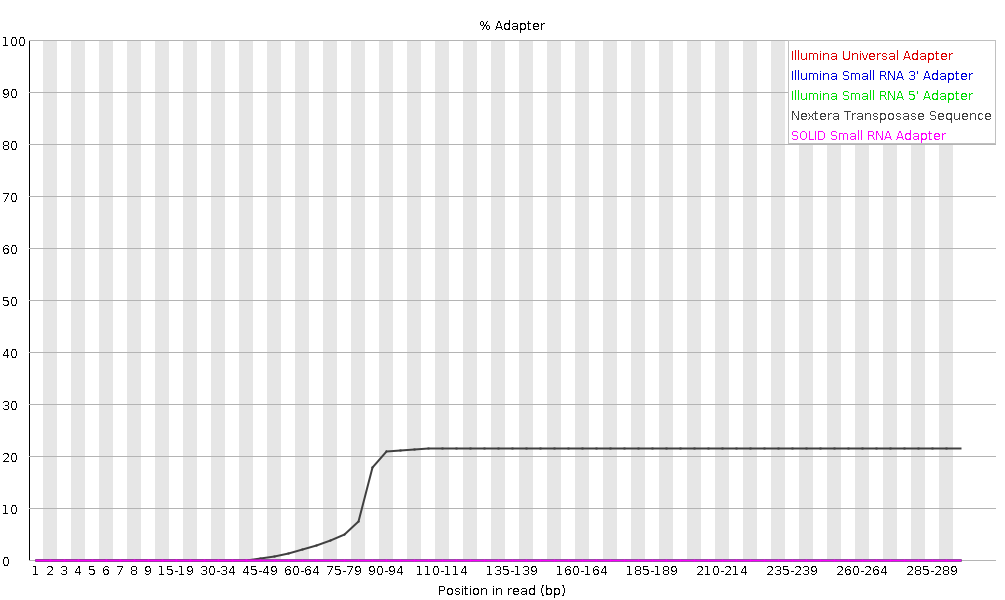 % Adapter
100
90
80
70
60
50
40
30
20
10
0
Illumina Universal Adapter
Illumina Small RNA 3' Adapter
Illumina Small RNA 5' Adapter
Nextera Transposase Sequence
SOLID Small RNA Adapter
1 2 3 4 5 6 7 8 9 15-19 30-34 45-49 60-64 75-79 90-94 110-114 135-139 160-164 185-189 210-214 235-239 260-264 285-289
Position in read (bp)